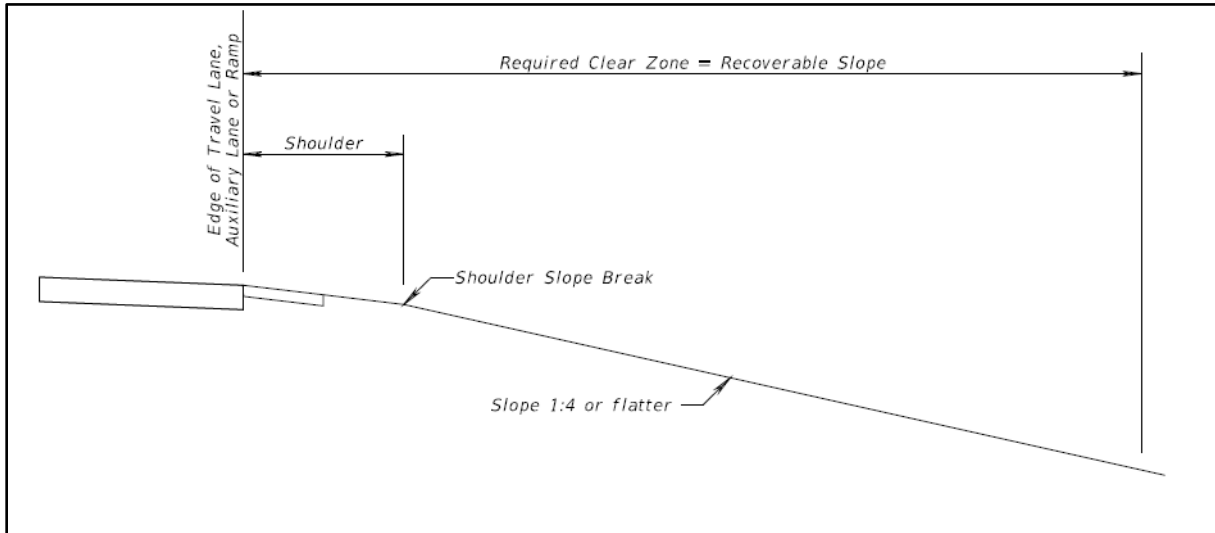 Edge of Travel Lane,
Auxiliary Lane or Ramp
Required Clear Zone = Recoverable Slope
Shoulder
Shoulder Slope Break
Slope 1:4 or flatter